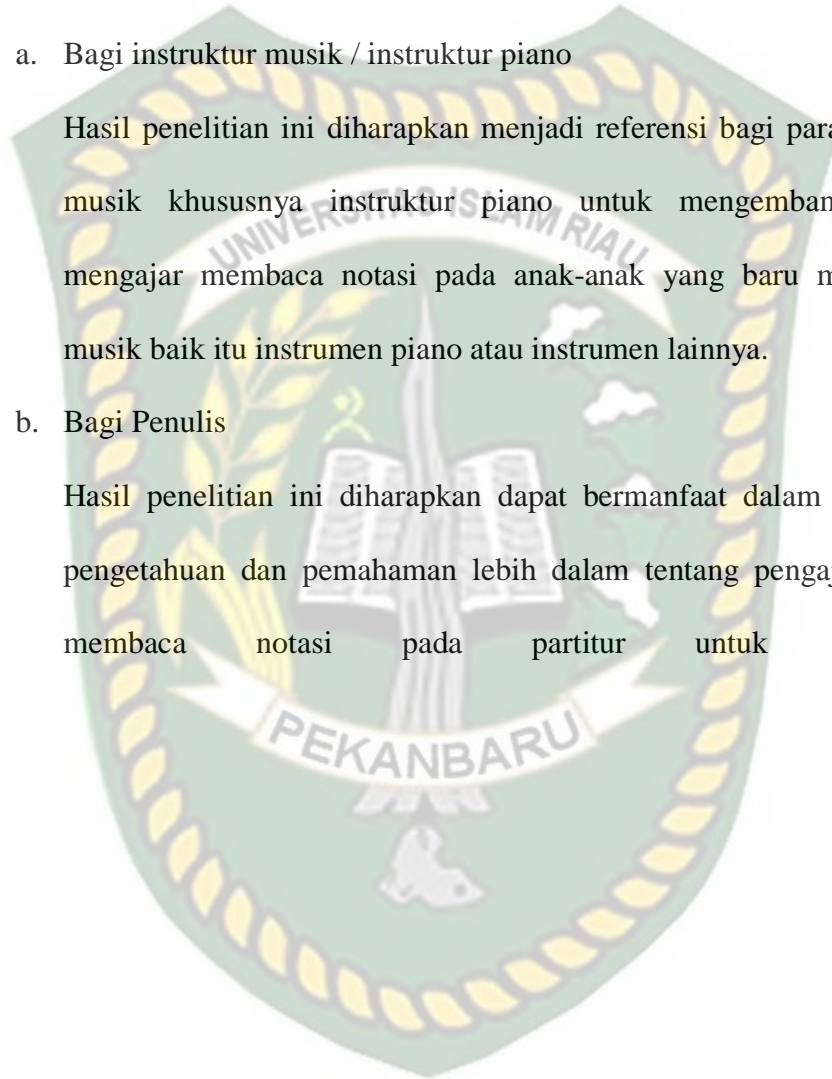 a. Bagi instruktur musik / instruktur piano
Hasil penelitian ini diharapkan menjadi referensi bagi para
musik khususnya instruktur piano untuk mengemban
UNIVERSITAS ISLAM RIAU
mengajar membaca notasi pada anak-anak yang baru m
musik baik itu instrumen piano atau instrumen lainnya.
b. Bagi Penulis
Hasil penelitian ini diharapkan dapat bermanfaat dalam
pengetahuan dan pemahaman lebih dalam tentang pengaj
membaca notasi pada partitur untuk
PEKANBARU